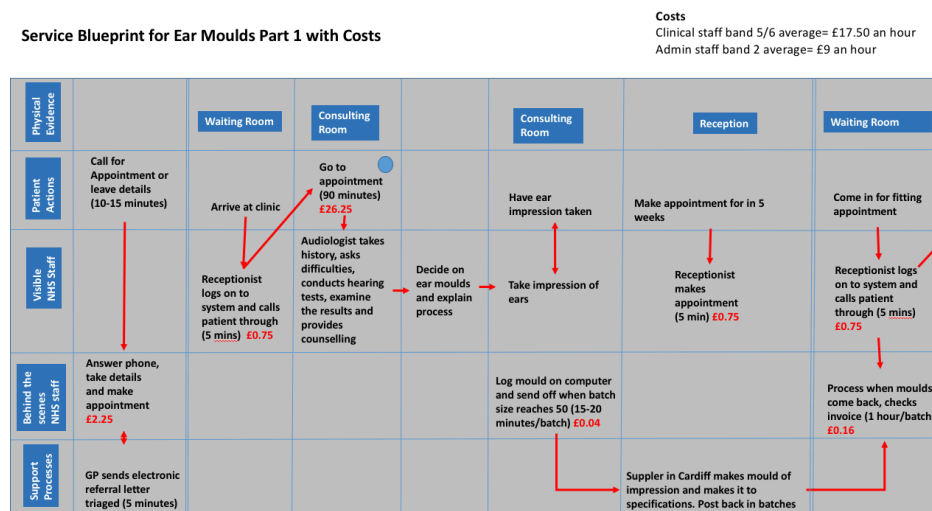 Costs
Clinical staff band 5/6 average= £17.50 an hour
Admin staff band 2 average= £9 an hour
Service Blueprint for Ear Moulds Part 1 with Costs
Physical
Evidence
Waiting Room
Consulting
Room
Consulting
Room
Reception
Waiting Room
Patient
Actions
Call for
Appointment or
leave details
(10-15 minutes)
Arrive at clinic
Go to
appointment
(90 minutes)
£26.25
Have ear
impression taken
Make appointment for in 5
weeks
Come in for fitting
appointment
Visible
NHS Staff
Receptionist
logs on to
system and calls
patient through
(5 mins) £0.75
Audiologist takes
history, asks
difficulties,
conducts hearing
tests, examine
the results and
provides
counselling
Decide on
ear moulds
and explain
process
Take impression of
ears
Receptionist
makes
appointment
(5 min) £0.75
Receptionist logs
on to system and
calls patient
through (5 mins)
£0.75
Behind the
scenes
NHS staff
Answer phone,
take details
and make
appointment
£2.25
Log mould on computer
and send off when batch
size reaches 50 (15-20
minutes/batch) £0.04
Process when moulds
come back, checks
invoice (1 hour/batch
£0.16
Support
Processes
GP sends electronic
referral letter
triaged (5 minutes)
Suppler in Cardiff makes mould of
impression and makes it to
specifications. Post back in batches